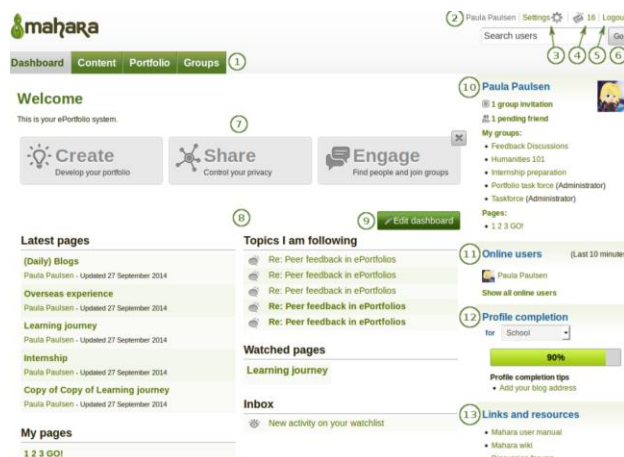 mahara
2 Paula Paulsen | Settings | 16 | Logout
Search users Go
3 4 5 6
Dashboard Content Portfolio Groups 1
Welcome
This is your ePortfolio system.
7
Create
Develop your portfolio
Share
Control your privacy
Engage
Find people and join groups
8
9 Edit dashboard
Latest pages
(Daily) Blogs
Paula Paulsen - Updated 27 September 2014
Overseas experience
Paula Paulsen - Updated 27 September 2014
Learning journey
Paula Paulsen - Updated 27 September 2014
Internship
Paula Paulsen - Updated 27 September 2014
Copy of Copy of Learning journey
Paula Paulsen - Updated 27 September 2014
My pages
1 2 3 GO!
Topics I am following
Re: Peer feedback in ePortfolios
Re: Peer feedback in ePortfolios
Re: Peer feedback in ePortfolios
Re: Peer feedback in ePortfolios
Re: Peer feedback in ePortfolios
Watched pages
Learning journey
Inbox
New activity on your watchlist
10 Paula Paulsen
1 group invitation
1 pending friend
My groups:
Feedback Discussions
Humanities 101
Internship preparation
Portfolio task force (Administrator)
Taskforce (Administrator)
Pages:
1 2 3 GO!
11 Online users (Last 10 minutes
Paula Paulsen
Show all online users
12 Profile completion
for School
90%
Profile completion tips
Add your blog address
13 Links and resources
Mahara user manual
Mahara wiki